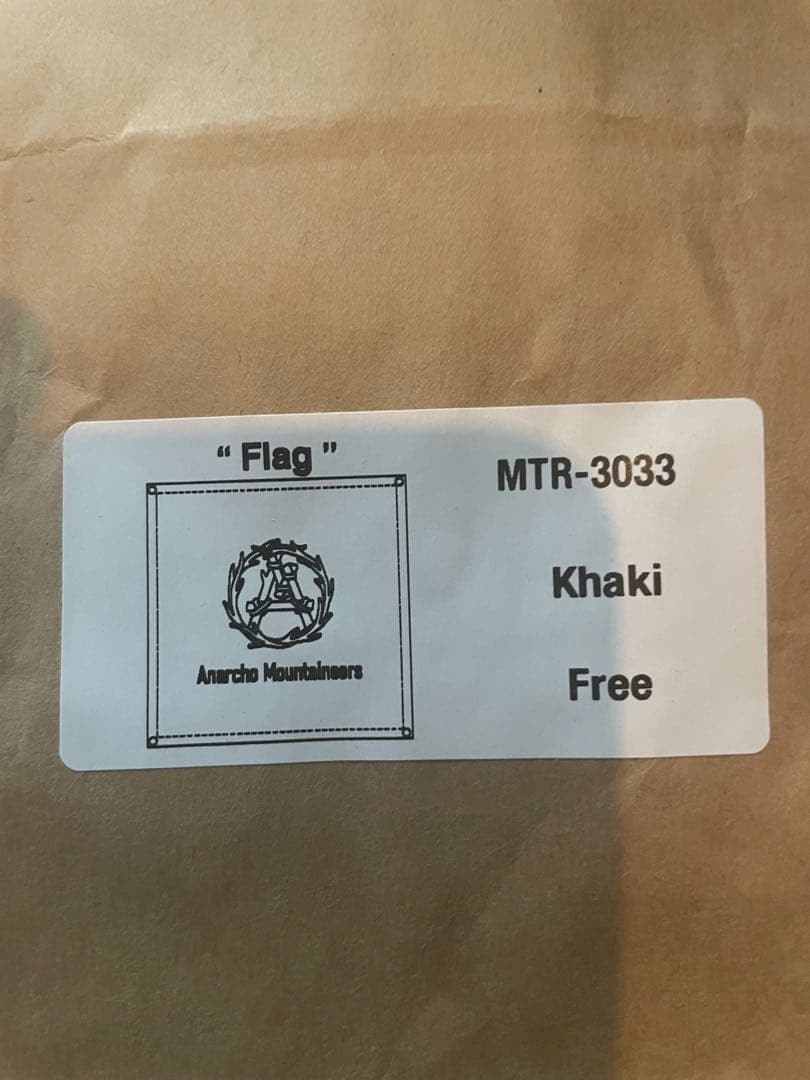 “ Flag ”
Anarcho Mountaineers
MTR-3033
Khaki
Free